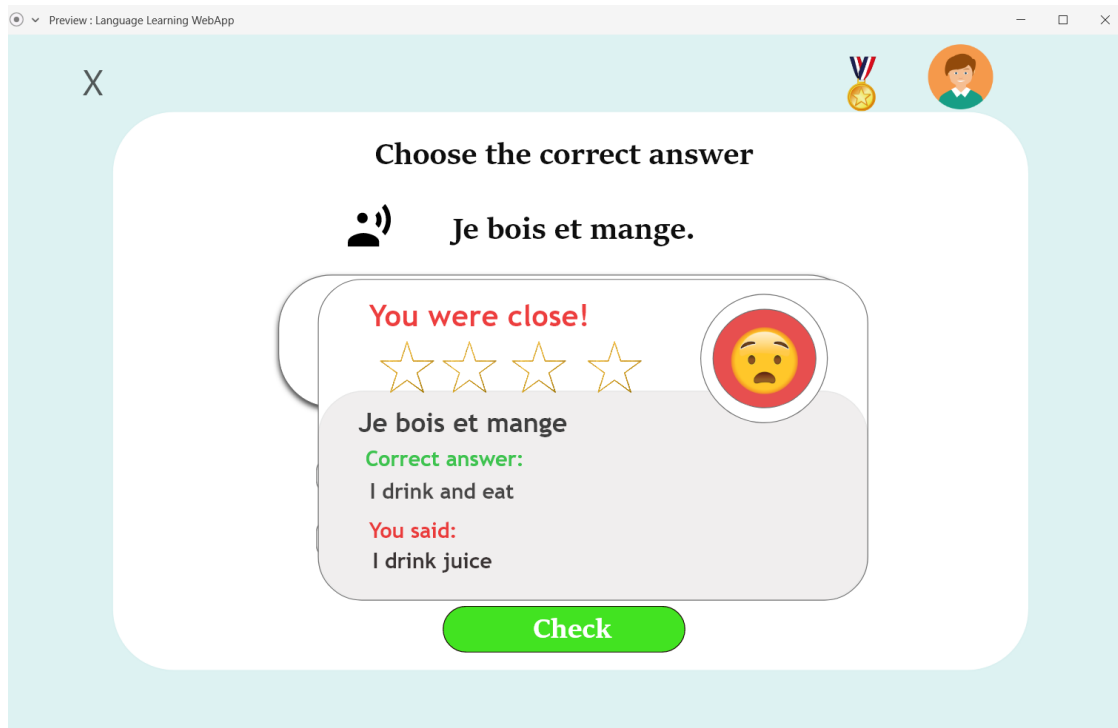 Preview : Language Learning WebApp
X
Choose the correct answer
Je bois et mange.
You were close!
Je bois et mange
Correct answer:
I drink and eat
You said:
I drink juice
Check